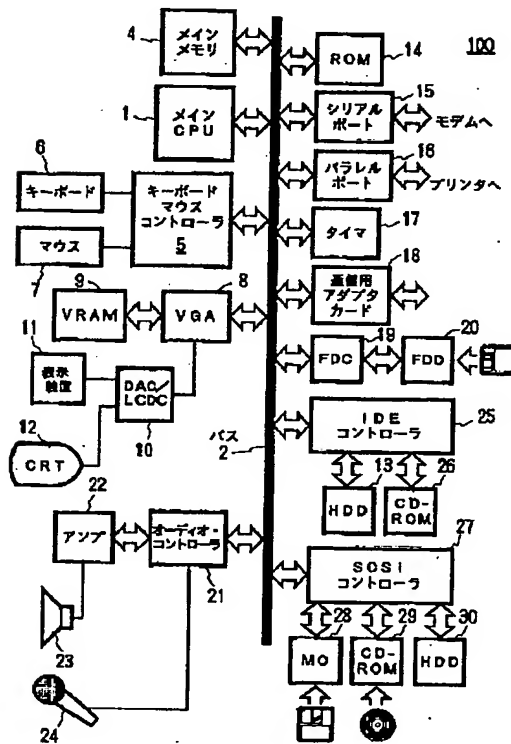 100
4
メイン
メモリ
1
メイン
CPU
6
キーボード
マウス
7
キーボード
マウス
コントローラ
5
9
VRAM
8
VGA
11
表示
装置
DAC/
LCDC
10
12
CRT
22
アンプ
オーディオ・
コントローラ
21
23
24
バス
2
14
ROM
15
シリアル
ポート
モデムへ
16
パラレル
ポート
プリンタへ
17
タイマ
18
アダプタ
カード
19
FDC
20
FDD
25
IDE
コントローラ
13
HDD
26
CD-
ROM
27
SCSI
コントローラ
28
MO
29
CD-
ROM
30
HDD